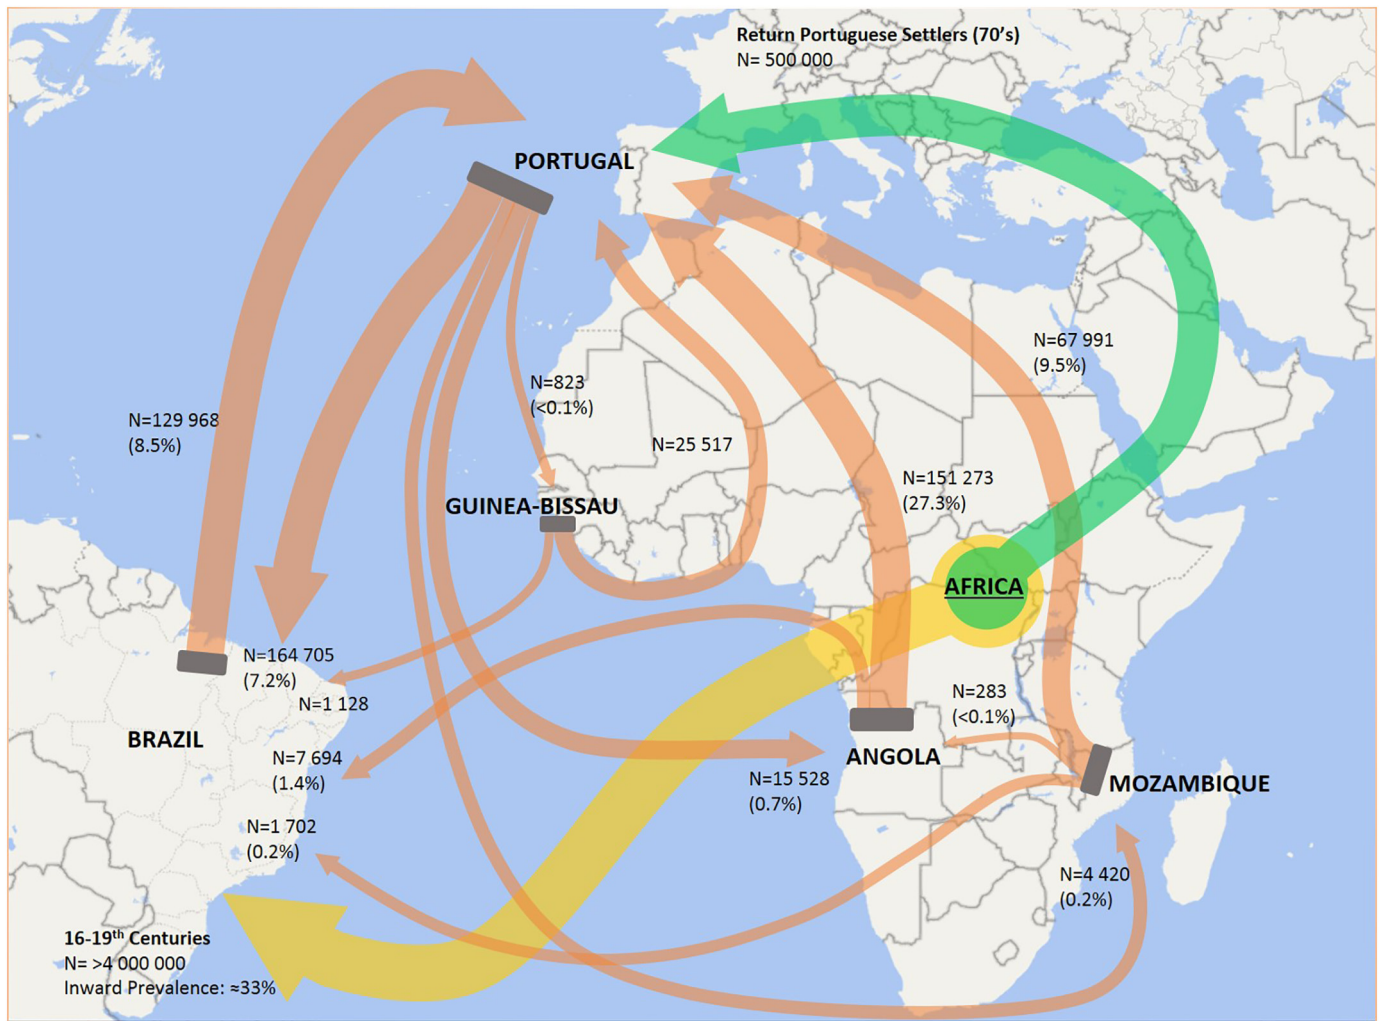 Return Portuguese Settlers (70's)
N= 500 000
PORTUGAL
N=67 991
(9.5%)
N=823
(<0.1%)
N=129 968
(8.5%)
N=25 517
N=151 273
(27.3%)
GUINEA-BISSAU
AFRICA
N=164 705
(7.2%)
N=283
(<0.1%)
N=1 128
BRAZIL
N=7 694
(1.4%)
ANGOLA
N=15 528
(0.7%)
MOZAMBIQUE
N=1 702
(0.2%)
N=4 420
(0.2%)
16-19th Centuries
N= >4 000 000
Inward Prevalence: ≈33%